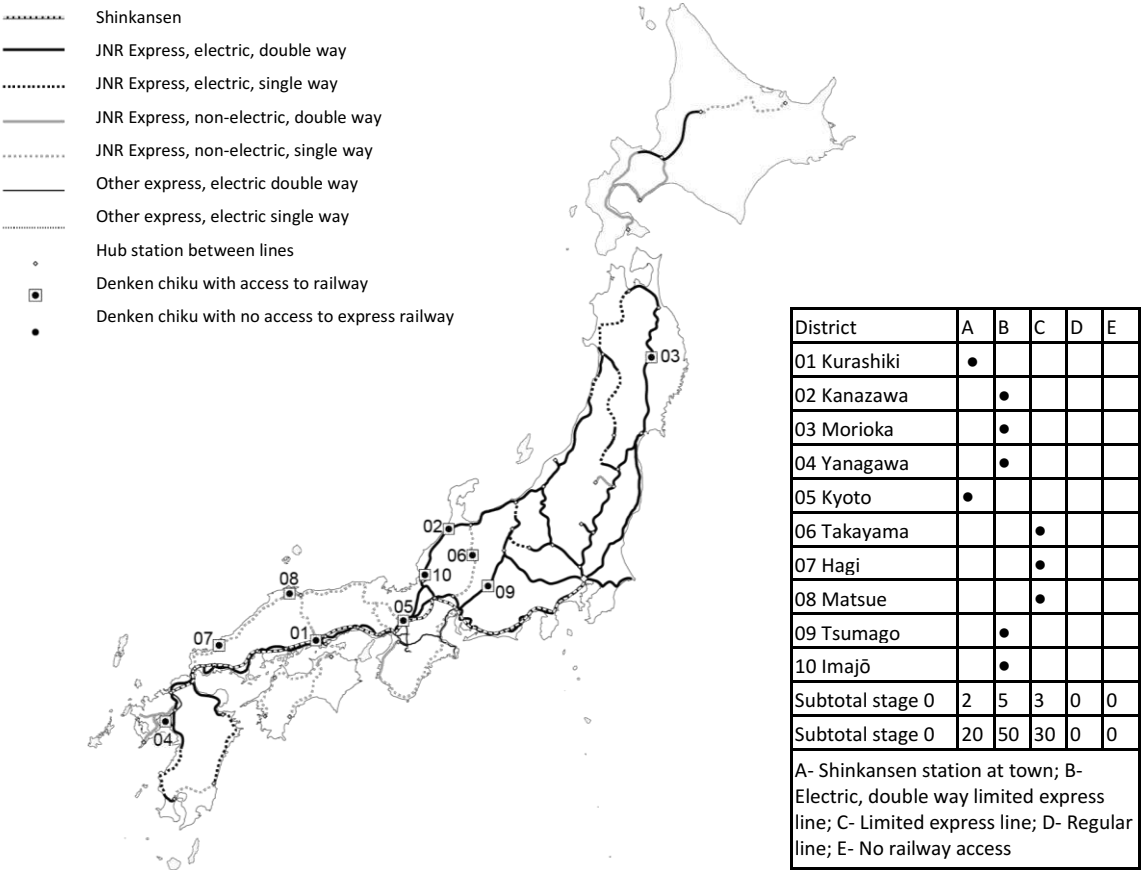 Shinkansen
JNR Express, electric, double way
JNR Express, electric, single way
JNR Express, non-electric, double way
JNR Express, non-electric, single way
Other express, electric double way
Other express, electric single way
Hub station between lines
Denken chiku with access to railway
Denken chiku with no access to express railway
03
02
06
10
08
09
05
07
01
04
District A B C D E
01 Kurashiki ●
02 Kanazawa ●
03 Morioka ●
04 Yanagawa ●
05 Kyoto ●
06 Takayama ●
07 Hagi ●
08 Matsue ●
09 Tsumago ●
10 Imajō ●
Subtotal stage 0 2 5 3 0 0
Subtotal stage 0 20 50 30 0 0
A- Shinkansen station at town; B-
Electric, double way limited express
line; C- Limited express line; D- Regular
line; E- No railway access